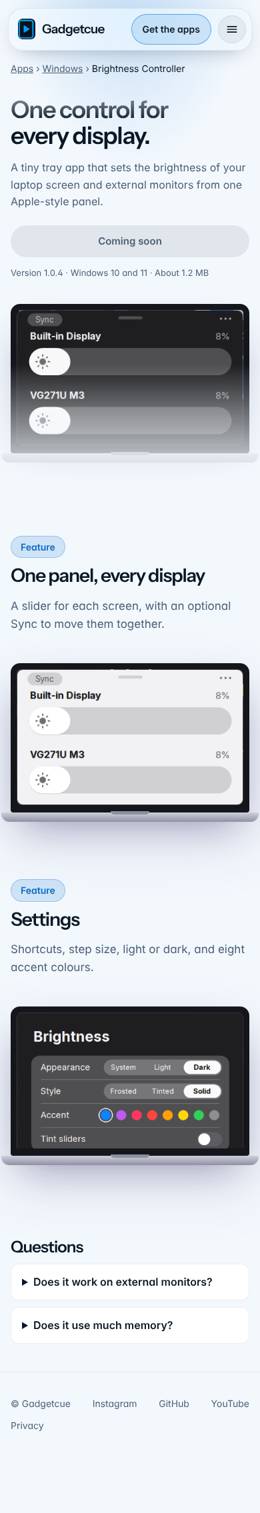 Gadgetcue
Get the apps
Apps › Windows › Brightness Controller
One control for
every display.
A tiny tray app that sets the brightness of your
laptop screen and external monitors from one
Apple-style panel.
Coming soon
Version 1.0.4 · Windows 10 and 11 · About 1.2 MB
Sync
Built-in Display 8%
VG271U M3 8%
Feature
One panel, every display
A slider for each screen, with an optional
Sync to move them together.
Sync
Built-in Display 8%
VG271U M3 8%
Feature
Settings
Shortcuts, step size, light or dark, and eight
accent colours.
Brightness
Appearance System Light Dark
Style Frosted Tinted Solid
Accent
Tint sliders
Questions
Does it work on external monitors?
Does it use much memory?
© Gadgetcue Instagram GitHub YouTube
Privacy